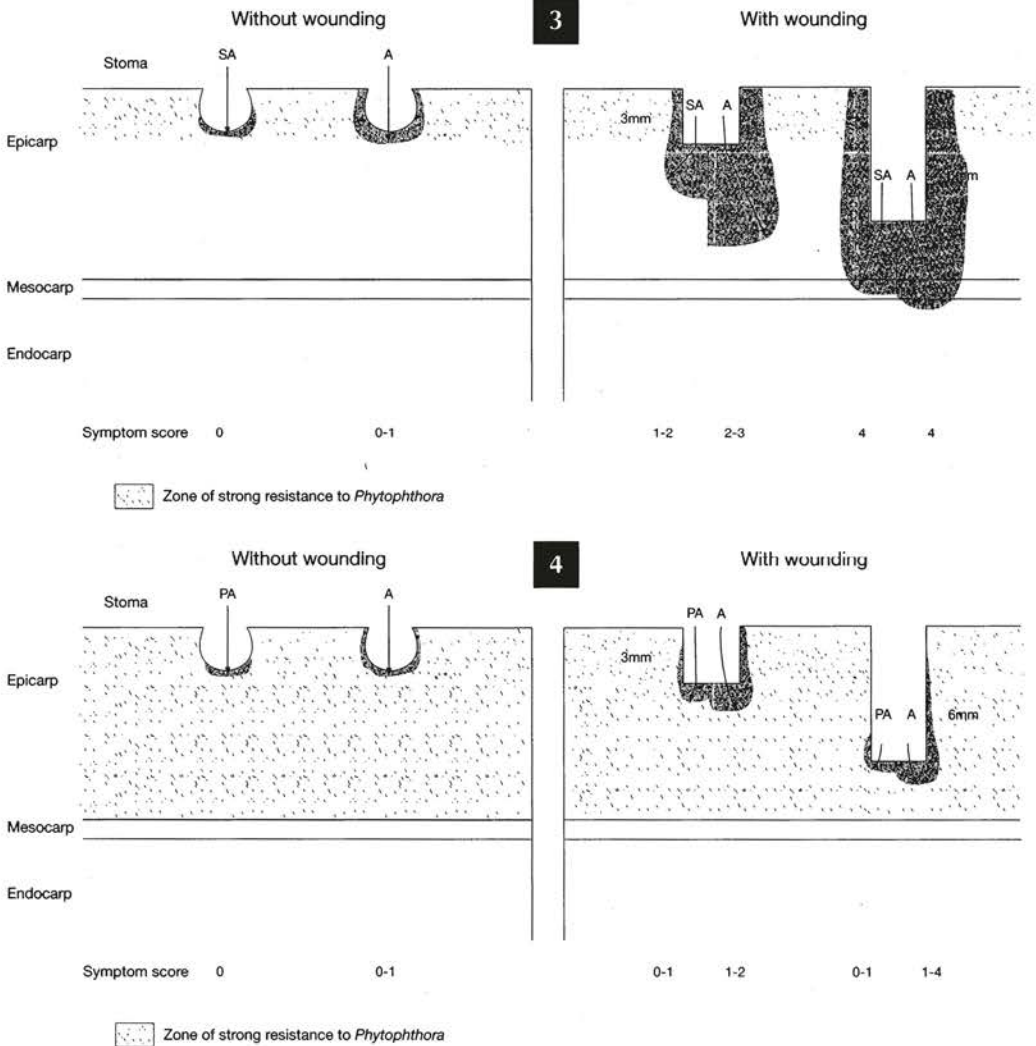 Without wounding 3 With wounding
SA A
Stoma
3mm SA A
Epicarp
SA A mm
Mesocarp
Endocarp
Symptom score 0 0-1 1-2 2-3 4 4
Zone of strong resistance to Phytophthora
Without wounding 4 With wounding
PA A PA A
Stoma
3mm
Epicarp
PA A 6mm
Mesocarp
Endocarp
Symptom score 0 0-1 0-1 1-2 0-1 1-4
Zone of strong resistance to Phytophthora